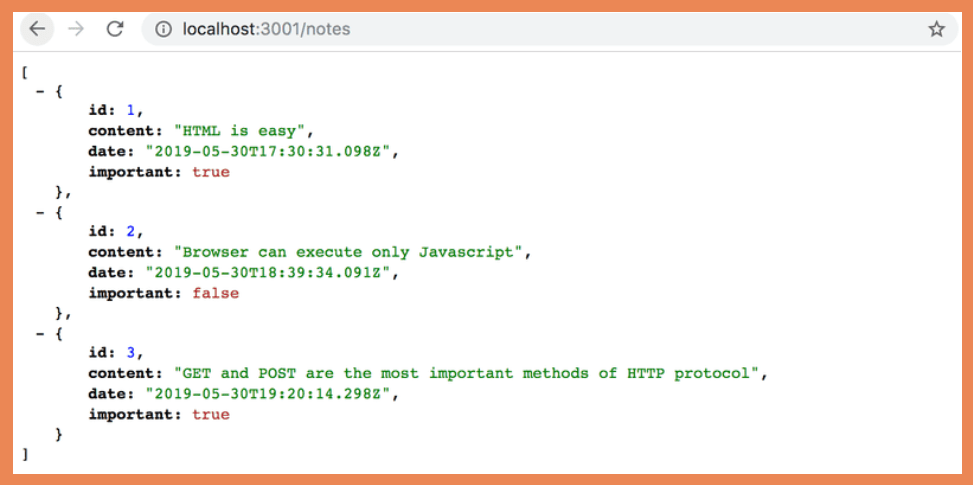 localhost:3001/notes
[
- {
id: 1,
content: "HTML is easy",
date: "2019-05-30T17:30:31.098Z",
important: true
},
- {
id: 2,
content: "Browser can execute only Javascript",
date: "2019-05-30T18:39:34.091Z",
important: false
},
- {
id: 3,
content: "GET and POST are the most important methods of HTTP protocol",
date: "2019-05-30T19:20:14.298Z",
important: true
}
]